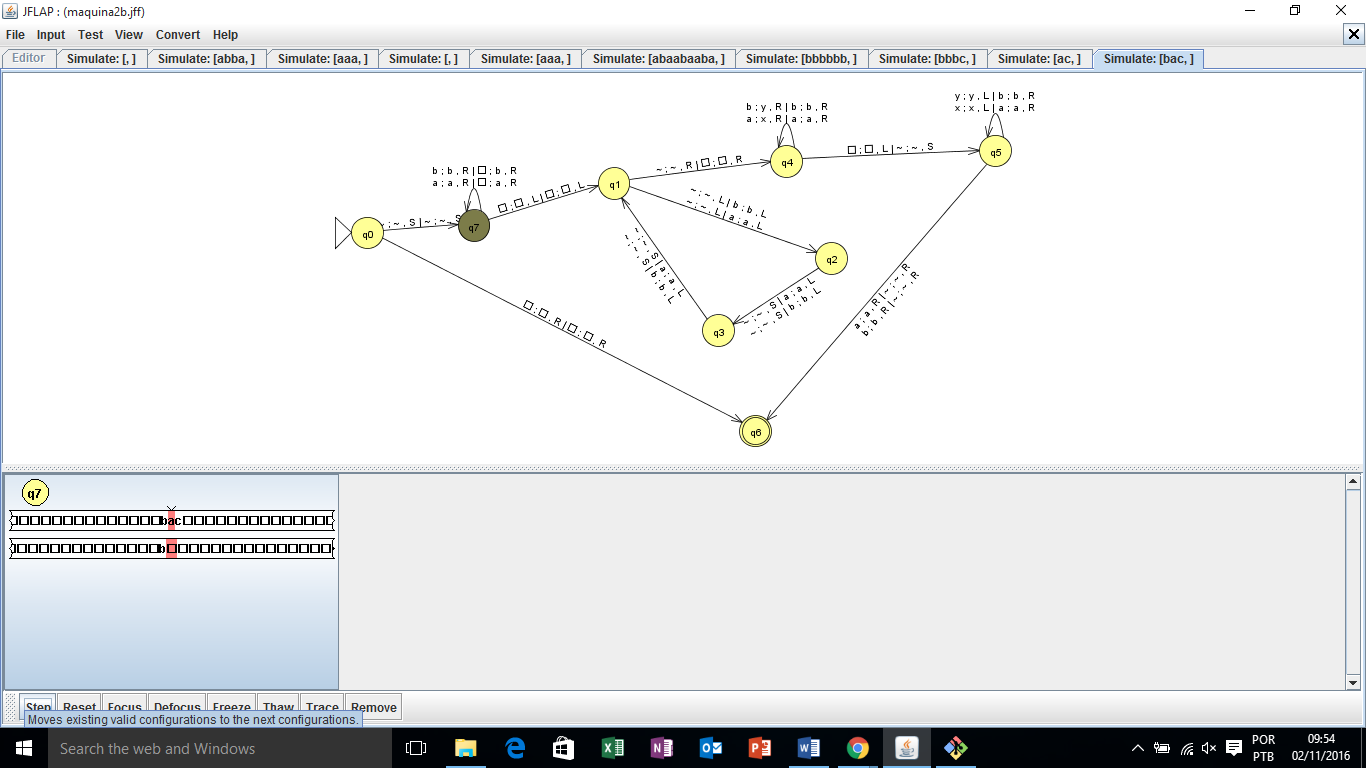 JFLAP : (maquina2b.jff)
File Input Test View Convert Help
Editor Simulate: [, ] Simulate: [abba, ] Simulate: [aaa, ] Simulate: [, ] Simulate: [aaa, ] Simulate: [abaabaaba, ] Simulate: [bbbbbb, ] Simulate: [bbbc, ] Simulate: [ac, ] Simulate: [bac, ]
y ; y , L | b ; b , R
x ; x , L | a ; a , R
b ; y , R | b ; b , R
a ; x , R | a ; a , R
□ ; □ , L | ~ ; ~ , S
q5
~ ; ~ , R | □ ; □ , R
q4
b ; b , R | □ ; b , R
a ; a , R | □ ; a , R
□ ; □ , L | □ ; □ , L
q1
~ ; ~ , L | b ; b , L
~ ; ~ , L | a ; a , L
; ~ , S | ~ ; ~ , S
q0
q7
~ ; ~ , S | a ; a , L
~ ; ~ , S | b ; b , L
q2
~ ; ~ , S | a ; a , L
~ ; ~ , S | b ; b , L
q3
a ; a , R | ~ ; ~ , R
b ; b , R | ~ ; ~ , R
□ ; □ , R | □ ; □ , R
q6
q7
bac
b
Step Reset Focus Defocus Freeze Thaw Trace Remove
Moves existing valid configurations to the next configurations.
Search the web and Windows
POR
PTB
09:54
02/11/2016